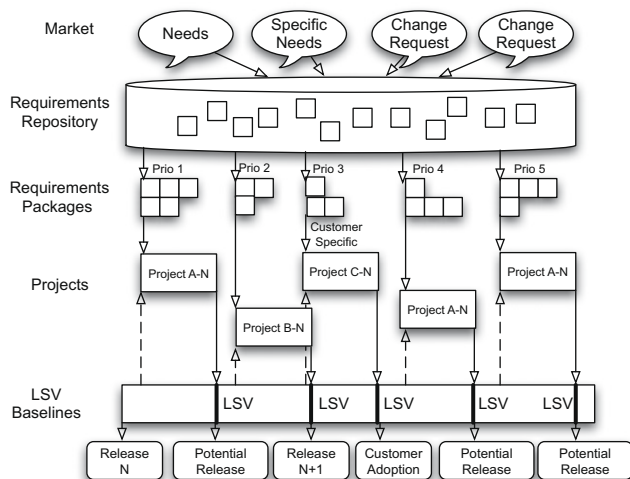 Market
Needs
Specific
Needs
Change
Request
Change
Request
Requirements
Repository
Prio 1
Prio 2
Prio 3
Prio 4
Prio 5
Requirements
Packages
Customer
Specific
Projects
Project A-N
Project C-N
Project A-N
Project B-N
Project A-N
LSV
Baselines
LSV
LSV
LSV
LSV
LSV
Release
N
Potential
Release
Release
N+1
Customer
Adoption
Potential
Release
Potential
Release